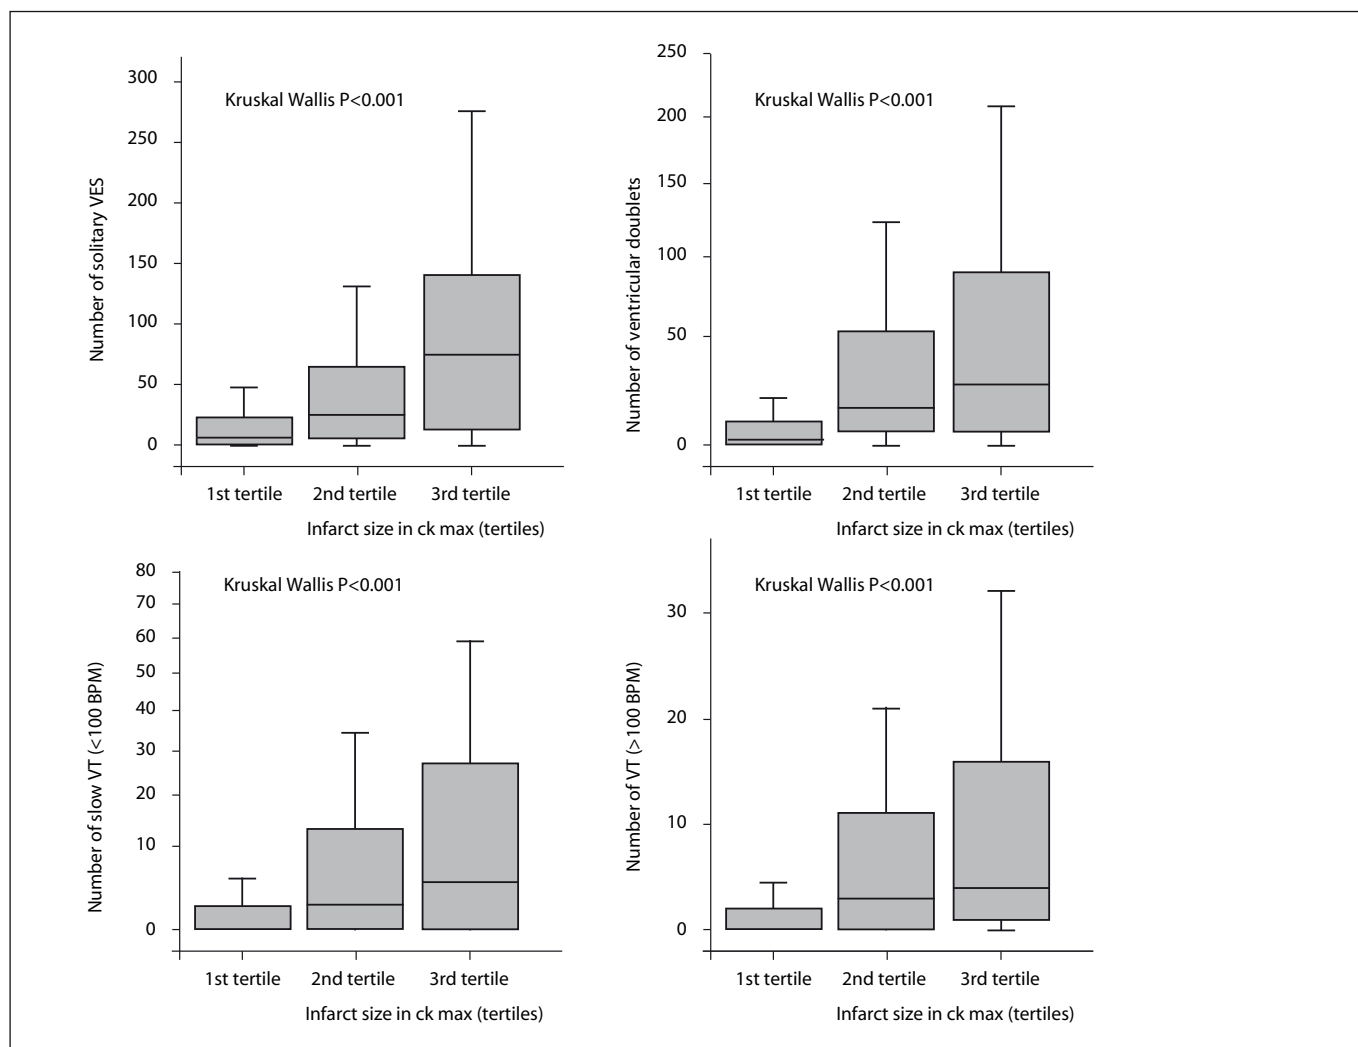 Kruskal Wallis P<0.001
Number of solitary VES
300
250
200
150
100
50
0
1st tertile 2nd tertile 3rd tertile
Infarct size in ck max (tertiles)
Kruskal Wallis P<0.001
Number of ventricular doublets
250
200
150
100
50
0
1st tertile 2nd tertile 3rd tertile
Infarct size in ck max (tertiles)
Kruskal Wallis P<0.001
Number of slow VT (<100 BPM)
80
70
60
50
40
30
20
10
0
1st tertile 2nd tertile 3rd tertile
Infarct size in ck max (tertiles)
Kruskal Wallis P<0.001
Number of VT (>100 BPM)
30
20
10
0
1st tertile 2nd tertile 3rd tertile
Infarct size in ck max (tertiles)